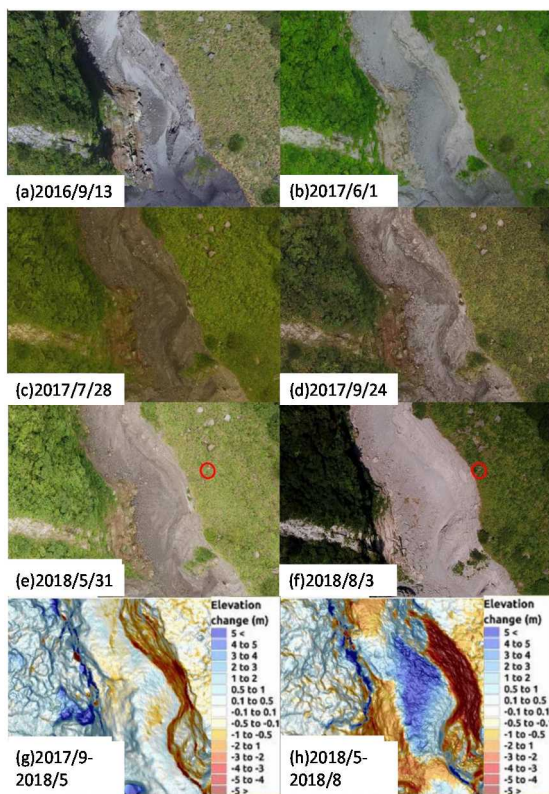 (a)2016/9/13
(b)2017/6/1
(c)2017/7/28
(d)2017/9/24
(e)2018/5/31
(f)2018/8/3
(g)2017/9-
2018/5
Elevation
change (m)
5 <
4 to 5
3 to 4
2 to 3
1 to 2
0.5 to 1
0.1 to 0.5
-0.1 to 0.1
-0.5 to -0.1
-1 to -0.5
-2 to 1
-3 to -2
-4 to -3
-5 to -4
-5 >
(h)2018/5-
2018/8
Elevation
change (m)
5 <
4 to 5
3 to 4
2 to 3
1 to 2
0.5 to 1
0.1 to 0.5
-0.1 to 0.1
-0.5 to -0.1
-1 to -0.5
-2 to 1
-3 to -2
-4 to -3
-5 to -4
-5 >